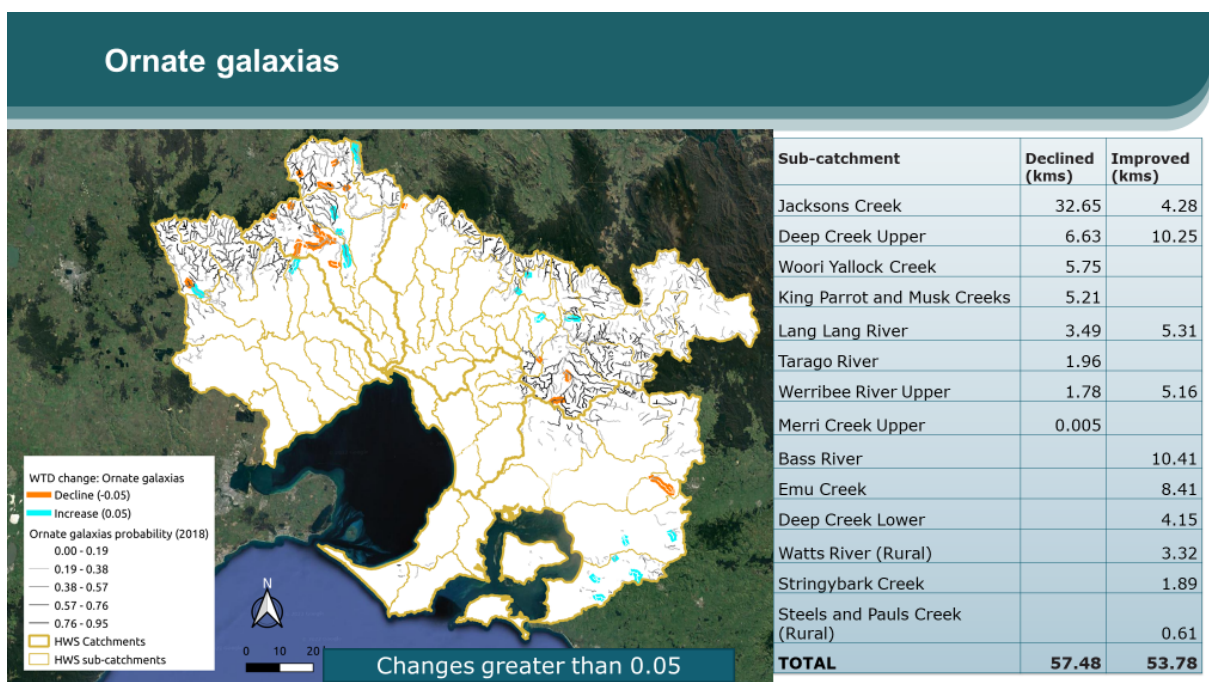 Ornate galaxias
WTD change: Ornate galaxias
Decline (-0.05)
Increase (0.05)
Ornate galaxias probability (2018)
0.00 - 0.19
0.19 - 0.38
0.38 - 0.57
0.57 - 0.76
0.76 - 0.95
HWS Catchments
HWS sub-catchments
N
0 10 20
Changes greater than 0.05
Sub-catchment Declined Improved
(kms) (kms)
Jacksons Creek 32.65 4.28
Deep Creek Upper 6.63 10.25
Woori Yallock Creek 5.75
King Parrot and Musk Creeks 5.21
Lang Lang River 3.49 5.31
Tarago River 1.96
Werribee River Upper 1.78 5.16
Merri Creek Upper 0.005
Bass River 10.41
Emu Creek 8.41
Deep Creek Lower 4.15
Watts River (Rural) 3.32
Stringybark Creek 1.89
Steels and Pauls Creek
(Rural) 0.61
TOTAL 57.48 53.78